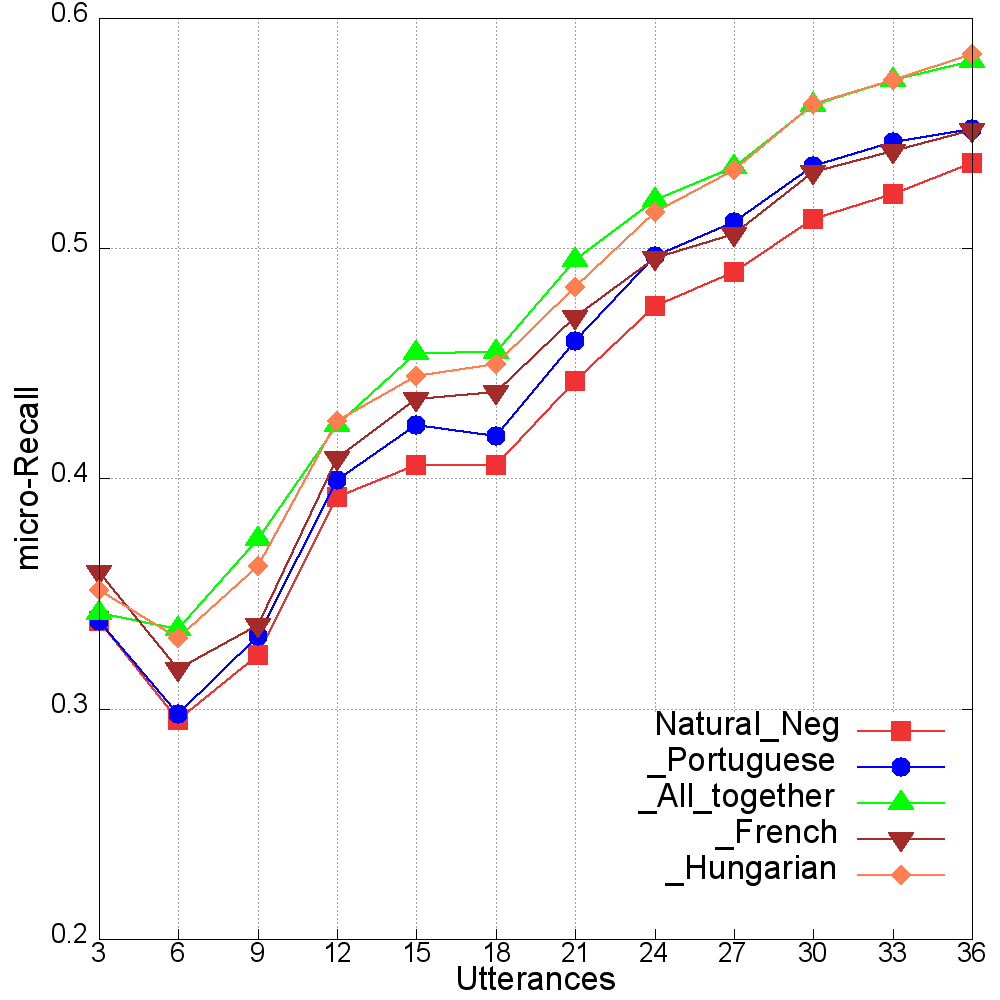 0.6
0.5
0.4
0.3
0.2
micro-Recall
Natural_Neg
_Portuguese
_All_together
_French
_Hungarian
3 6 9 12 15 18 21 24 27 30 33 36
Utterances